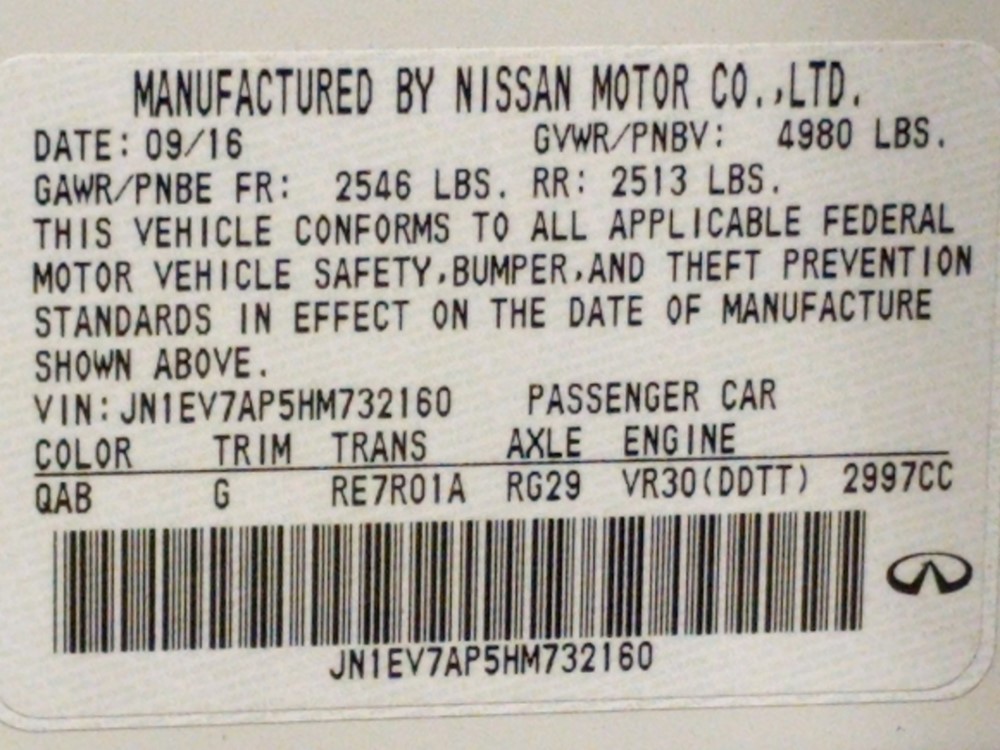 MANUFACTURED BY NISSAN MOTOR CO.,LTD.
DATE: 09/16 GVWR/PNBV: 4980 LBS.
GAWR/PNBE FR: 2546 LBS. RR: 2513 LBS.
THIS VEHICLE CONFORMS TO ALL APPLICABLE FEDERAL
MOTOR VEHICLE SAFETY,BUMPER,AND THEFT PREVENTION
STANDARDS IN EFFECT ON THE DATE OF MANUFACTURE
SHOWN ABOVE.
VIN: JN1EV7AP5HM732160 PASSENGER CAR
COLOR TRIM TRANS AXLE ENGINE
QAB G RE7R01A RG29 VR30(DDTT) 2997CC
JN1EV7AP5HM732160